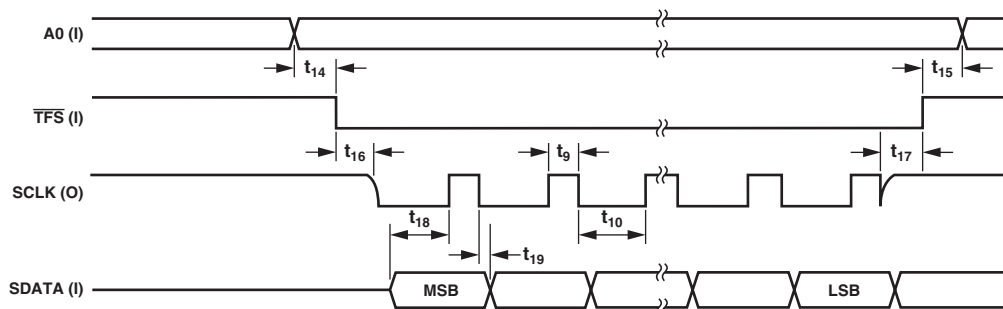 A0 (I)
t14
t15
TFS (I)
t16
t9
t17
SCLK (O)
t18
t10
t19
SDATA (I)
MSB
LSB